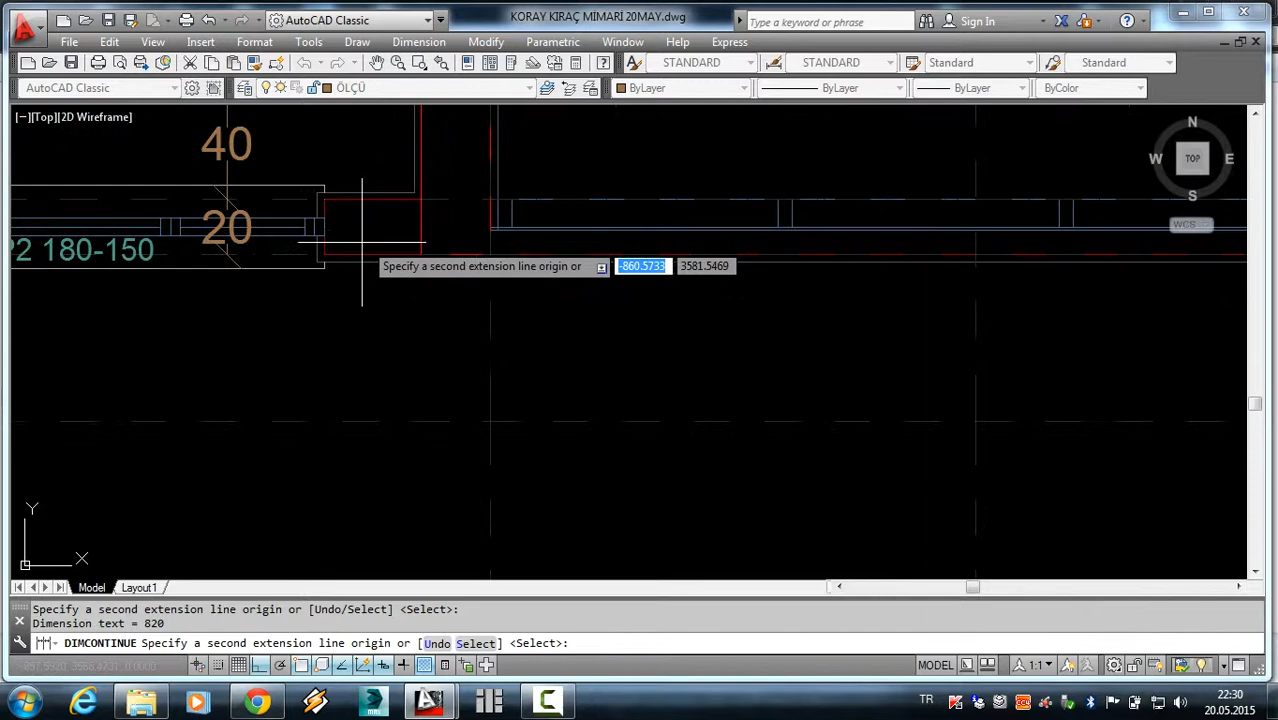 AutoCAD Classic
KORAY KIRAÇ MIMARI 20MAY.dwg
Type a keyword or phrase
Sign In
File Edit View Insert Format Tools Draw Dimension Modify Parametric Window Help Express
STANDARD STANDARD Standard Standard
AutoCAD Classic
ÖLÇÜ
ByLayer ByLayer ByLayer ByColor
[−][Top][2D Wireframe]
N
W TOP E
S
WCS
40
20
2 180-150
Specify a second extension line origin or
-860.5733 3581.5469
Y
X
Model Layout1
Specify a second extension line origin or [Undo/Select] <Select>:
Dimension text = 820
DIMCONTINUE Specify a second extension line origin or [Undo Select] <Select>:
MODEL
1:1
TR
22:30
20.05.2015